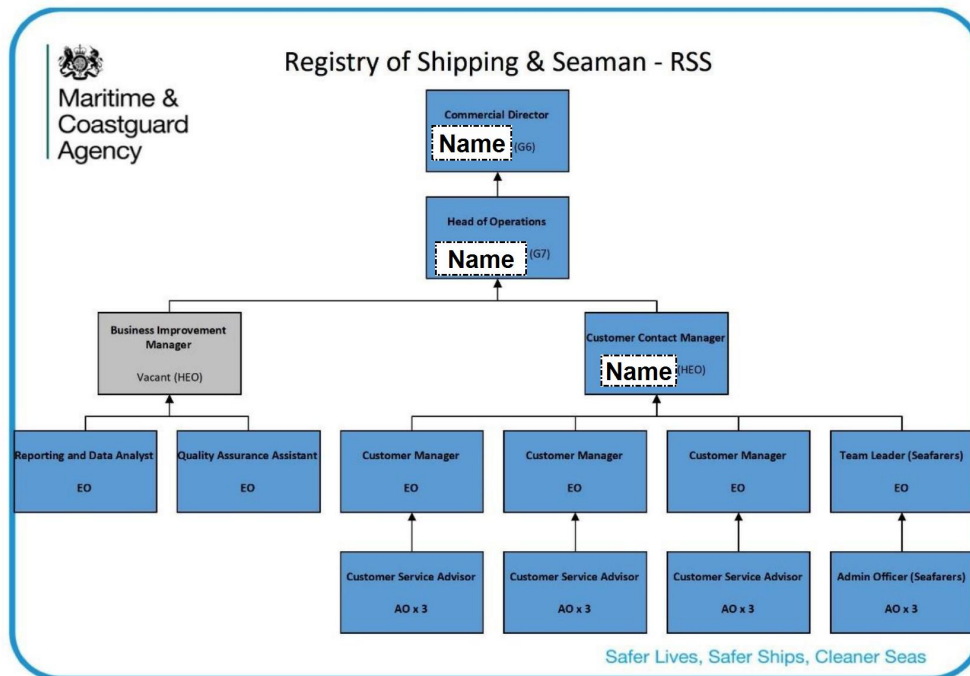 Maritime &
Coastguard
Agency
Registry of Shipping & Seaman - RSS
Commercial Director
Name (G6)
Head of Operations
Name (G7)
Business Improvement
Manager
Vacant (HEO)
Customer Contact Manager
Name (HEO)
Reporting and Data Analyst
EO
Quality Assurance Assistant
EO
Customer Manager
EO
Customer Manager
EO
Customer Manager
EO
Team Leader (Seafarers)
EO
Customer Service Advisor
AO x 3
Customer Service Advisor
AO x 3
Customer Service Advisor
AO x 3
Admin Officer (Seafarers)
AO x 3
Safer Lives, Safer Ships, Cleaner Seas